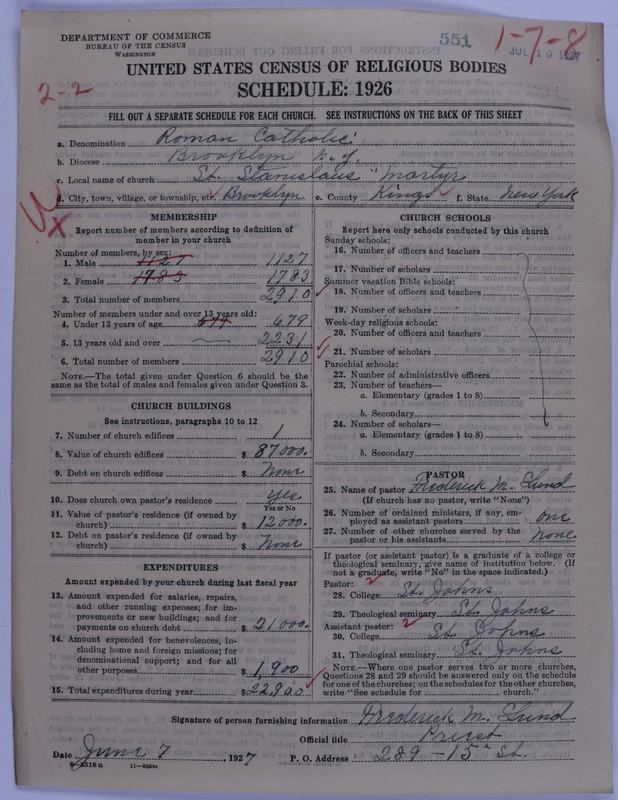 DEPARTMENT OF COMMERCE
BUREAU OF THE CENSUS
WASHINGTON
551
1-7-8
JUL 19 1927
2-2
UNITED STATES CENSUS OF RELIGIOUS BODIES
SCHEDULE: 1926
FILL OUT A SEPARATE SCHEDULE FOR EACH CHURCH. SEE INSTRUCTIONS ON THE BACK OF THIS SHEET
a. Denomination Roman Catholic
b. Diocese Brooklyn N.Y.
c. Local name of church St. Stanislaus "Martyr
d. City, town, village, or township, etc. Brooklyn e. County Kings f. State New York
MEMBERSHIP
Report number of members according to definition of
member in your church
Number of members, by sex:
1. Male 1127 1127
2. Female 1783 1783
3. Total number of members 2910
Number of members under and over 13 years old:
4. Under 13 years of age 679 679
5. 13 years old and over 2231
6. Total number of members 2910
NOTE.—The total given under Question 6 should be the
same as the total of males and females given under Question 3.
CHURCH BUILDINGS
See instructions, paragraphs 10 to 12
7. Number of church edifices 1
8. Value of church edifices $ 87000.
9. Debt on church edifices $ None
10. Does church own pastor's residence Yes
Yes or No
11. Value of pastor's residence (if owned by
church) $ 12000.
12. Debt on pastor's residence (if owned by
church) $ None
EXPENDITURES
Amount expended by your church during last fiscal year
13. Amount expended for salaries, repairs,
and other running expenses; for im-
provements or new buildings; and for
payments on church debt $ 21000.
14. Amount expended for benevolences, in-
cluding home and foreign missions; for
denominational support; and for all
other purposes $ 1,900
15. Total expenditures during year $ 22,900
CHURCH SCHOOLS
Report here only schools conducted by this church
Sunday schools:
16. Number of officers and teachers
17. Number of scholars
Summer vacation Bible schools:
18. Number of officers and teachers
19. Number of scholars
Week-day religious schools:
20. Number of officers and teachers
21. Number of scholars
Parochial schools:
22. Number of administrative officers
23. Number of teachers—
a. Elementary (grades 1 to 8)
b. Secondary
24. Number of scholars—
a. Elementary (grades 1 to 8)
b. Secondary
PASTOR
25. Name of pastor Frederick M. Lund
(If church has no pastor, write "None")
26. Number of ordained ministers, if any, em-
ployed as assistant pastors one
27. Number of other churches served by the
pastor or his assistants None
If pastor (or assistant pastor) is a graduate of a college or
theological seminary, give name of institution below. (If
not a graduate, write "No" in the space indicated.)
Pastor: 2
28. College St. Johns
29. Theological seminary St. Johns
Assistant pastor: 2
30. College St. Johns
31. Theological seminary St. Johns
NOTE.—Where one pastor serves two or more churches,
Questions 28 and 29 should be answered only on the schedule
for one of the churches; on the schedules for the other churches,
write "See schedule for church."
Signature of person furnishing information Frederick M. Lund
Official title Priest
Date June 7, 1927 P. O. Address 289 - 15" St.
8-5518 a 11-9554